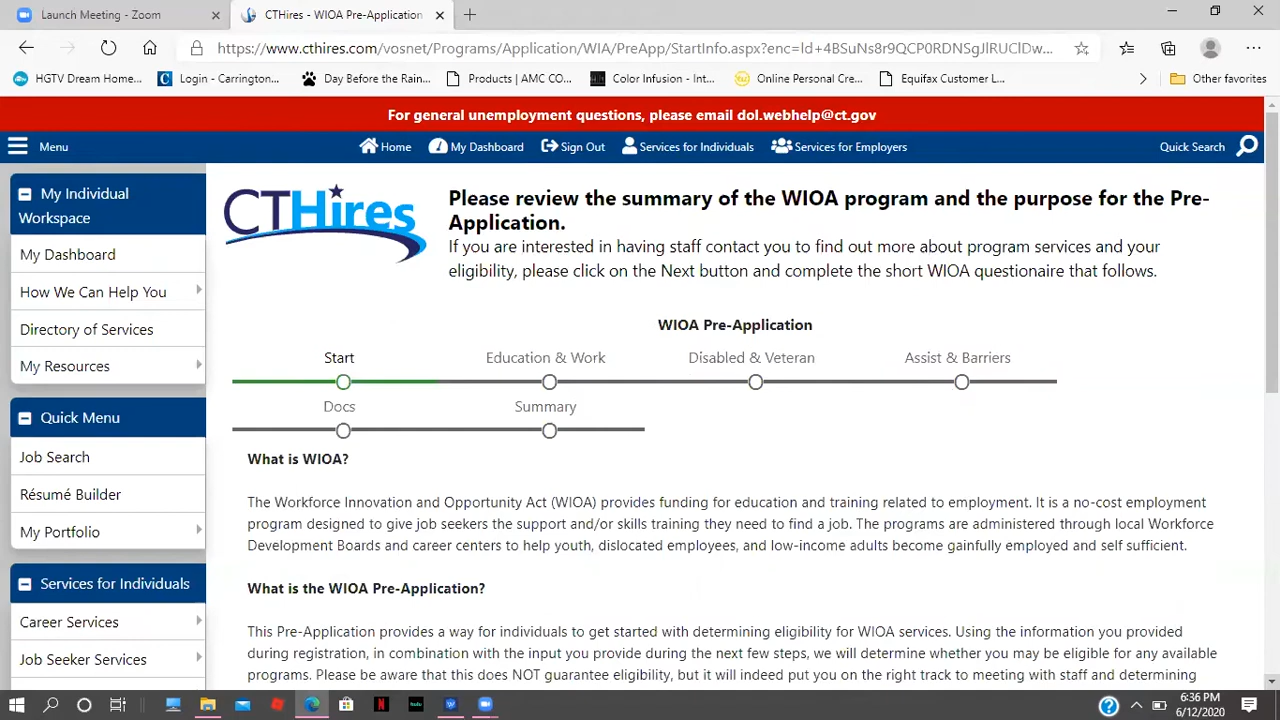 Launch Meeting - Zoom
CTHires - WIOA Pre-Application
https://www.cthires.com/vosnet/Programs/Application/WIA/PreApp/StartInfo.aspx?enc=Id+4BSuNs8r9QCP0RDNSgJlRUClDw...
HGTV Dream Home... Login - Carrington... Day Before the Rain... Products | AMC CO... Color Infusion - Int... Online Personal Cre... Equifax Customer L... Other favorites
For general unemployment questions, please email dol.webhelp@ct.gov
Menu Home My Dashboard Sign Out Services for Individuals Services for Employers Quick Search
My Individual
Workspace
My Dashboard
How We Can Help You
Directory of Services
My Resources
Quick Menu
Job Search
Résumé Builder
My Portfolio
Services for Individuals
Career Services
Job Seeker Services
CTHires
Please review the summary of the WIOA program and the purpose for the Pre-
Application.
If you are interested in having staff contact you to find out more about program services and your
eligibility, please click on the Next button and complete the short WIOA questionaire that follows.
WIOA Pre-Application
Start Education & Work Disabled & Veteran Assist & Barriers
Docs Summary
What is WIOA?
The Workforce Innovation and Opportunity Act (WIOA) provides funding for education and training related to employment. It is a no-cost employment
program designed to give job seekers the support and/or skills training they need to find a job. The programs are administered through local Workforce
Development Boards and career centers to help youth, dislocated employees, and low-income adults become gainfully employed and self sufficient.
What is the WIOA Pre-Application?
This Pre-Application provides a way for individuals to get started with determining eligibility for WIOA services. Using the information you provided
during registration, in combination with the input you provide during the next few steps, we will determine whether you may be eligible for any available
programs. Please be aware that this does NOT guarantee eligibility, but it will indeed put you on the right track to meeting with staff and determining
hulu
6:36 PM
6/12/2020